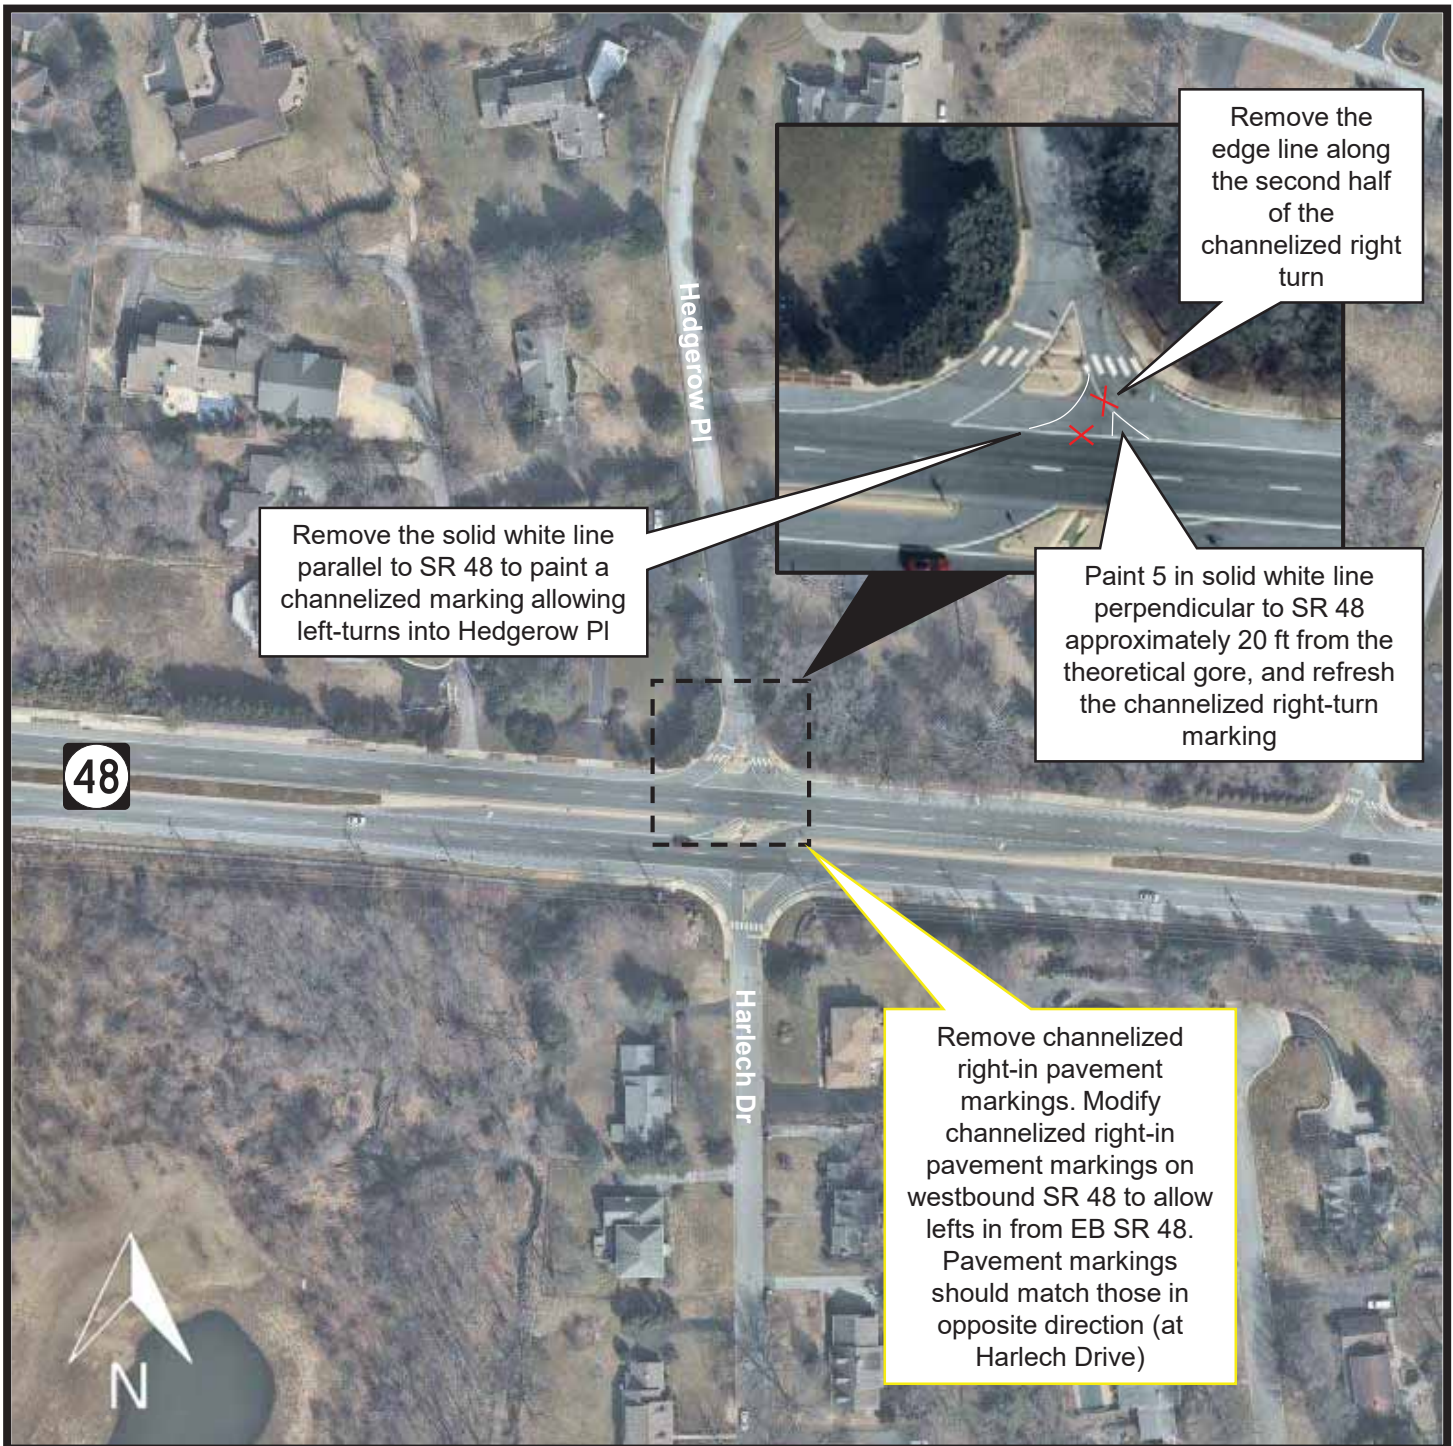 Remove the
edge line along
the second half
of the
channelized right
turn
Hedgerow Pl
Remove the solid white line
parallel to SR 48 to paint a
channelized marking allowing
left-turns into Hedgerow Pl
Paint 5 in solid white line
perpendicular to SR 48
approximately 20 ft from the
theoretical gore, and refresh
the channelized right-turn
marking
48
Harlech Dr
Remove channelized
right-in pavement
markings. Modify
channelized right-in
pavement markings on
westbound SR 48 to allow
lefts in from EB SR 48.
Pavement markings
should match those in
opposite direction (at
Harlech Drive)
N